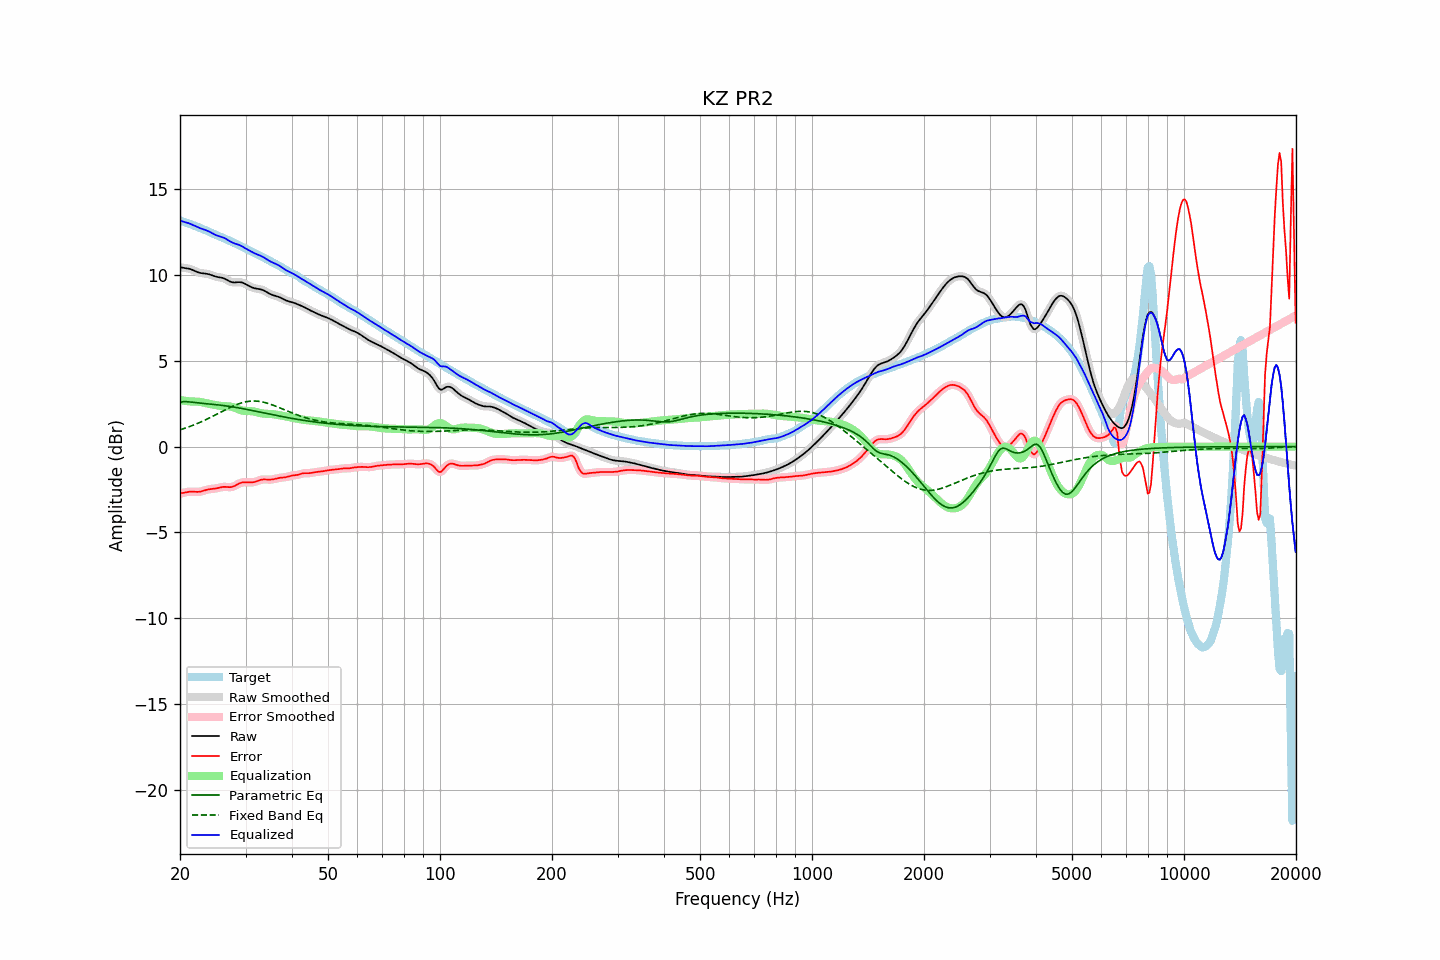 KZ PR2
Amplitude (dBr)
15
10
5
0
−5
−10
−15
−20
Target
Raw Smoothed
Error Smoothed
Raw
Error
Equalization
Parametric Eq
Fixed Band Eq
Equalized
20 50 100 200 500 1000 2000 5000 10000 20000
Frequency (Hz)